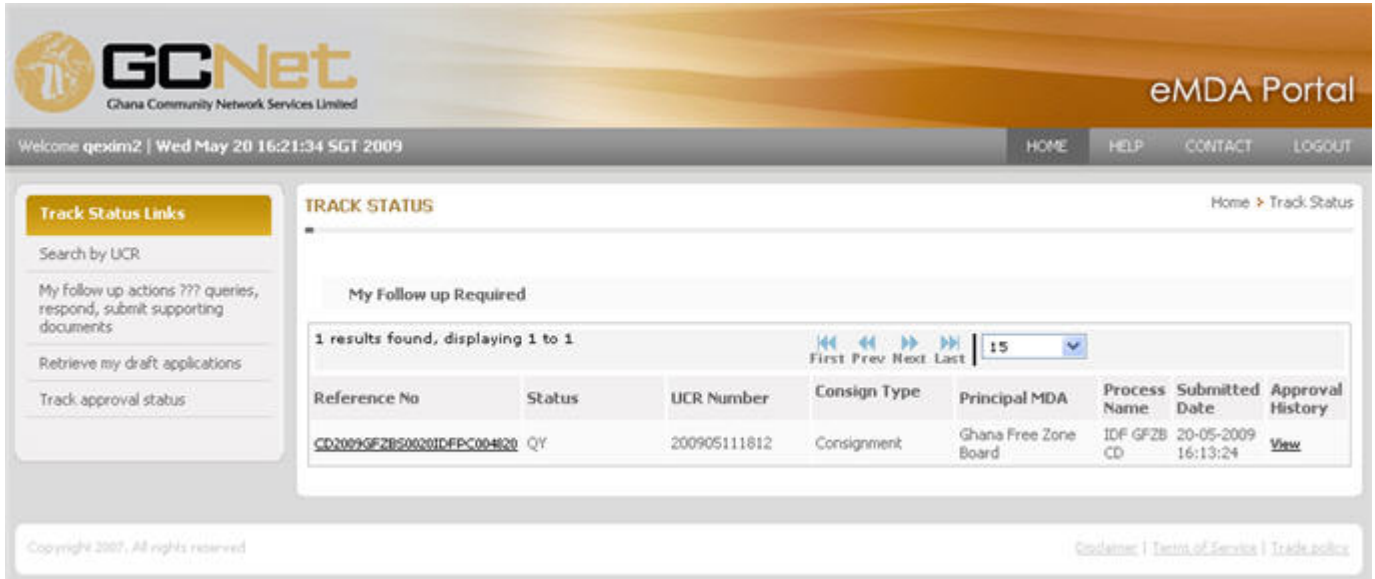 GCNet
Ghana Community Network Services Limited
eMDA Portal
Welcome qexim2 | Wed May 20 16:21:34 SGT 2009
HOME HELP CONTACT LOGOUT
Track Status Links
Search by UCR
My follow up actions ??? queries,
respond, submit supporting
documents
Retrieve my draft applications
Track approval status
TRACK STATUS
Home > Track Status
My Follow up Required
1 results found, displaying 1 to 1
First Prev Next Last
15
Reference No Status UCR Number Consign Type Principal MDA Process Name Submitted Date Approval History
CD2009GFZBS0020IDFPC004820 QY 200905111812 Consignment Ghana Free Zone Board IDF GFZB CD 20-05-2009 16:13:24 View
Copyright 2007. All rights reserved
Disclaimer | Terms of Service | Trade policy